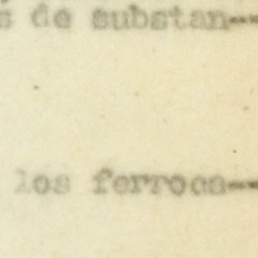 s de substan--
los ferroca--